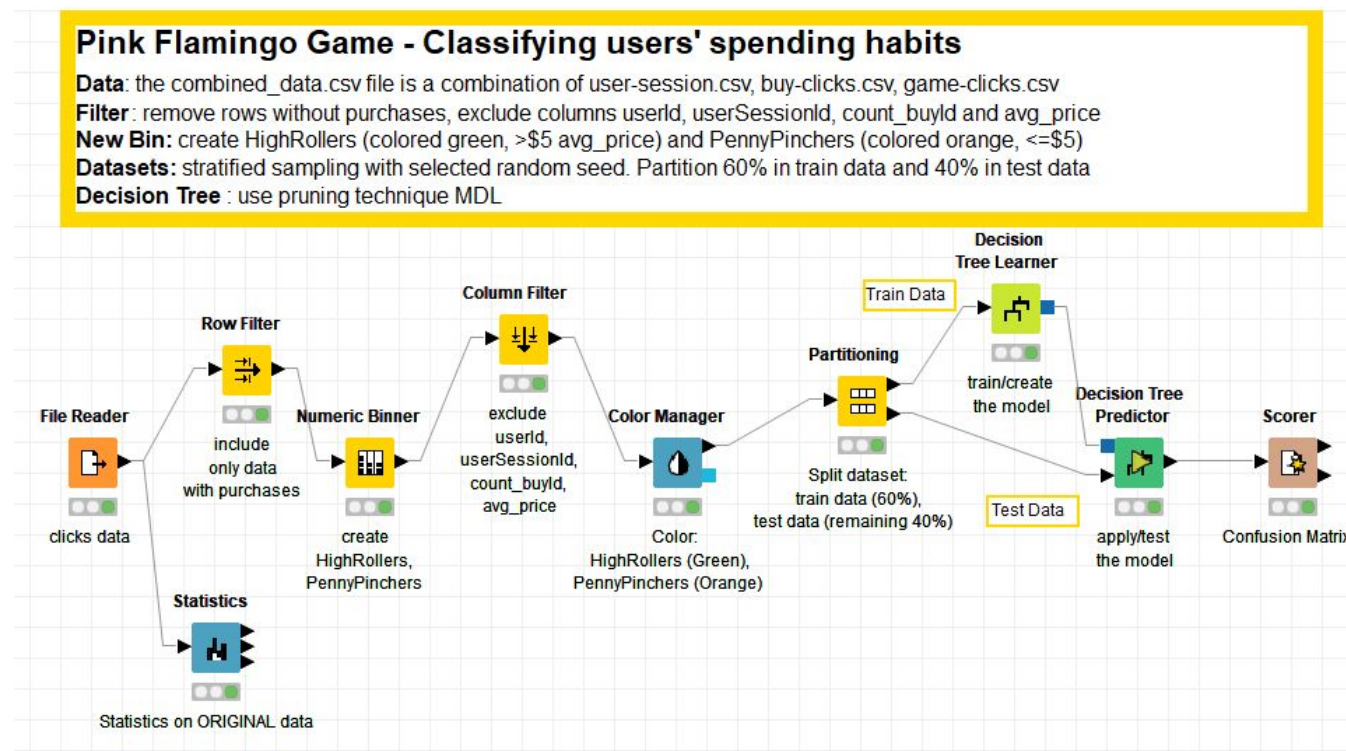 Pink Flamingo Game - Classifying users' spending habits
Data: the combined_data.csv file is a combination of user-session.csv, buy-clicks.csv, game-clicks.csv
Filter : remove rows without purchases, exclude columns userId, userSessionId, count_buyId and avg_price
New Bin: create HighRollers (colored green, >$5 avg_price) and PennyPinchers (colored orange, <=$5)
Datasets: stratified sampling with selected random seed. Partition 60% in train data and 40% in test data
Decision Tree : use pruning technique MDL
File Reader
clicks data
Statistics
Statistics on ORIGINAL data
Row Filter
include
only data
with purchases
Numeric Binner
create
HighRollers,
PennyPinchers
Column Filter
exclude
userId,
userSessionId,
count_buyId,
avg_price
Color Manager
Color:
HighRollers (Green),
PennyPinchers (Orange)
Partitioning
Split dataset:
train data (60%),
test data (remaining 40%)
Train Data
Decision
Tree Learner
train/create
the model
Test Data
Decision Tree
Predictor
apply/test
the model
Scorer
Confusion Matrix